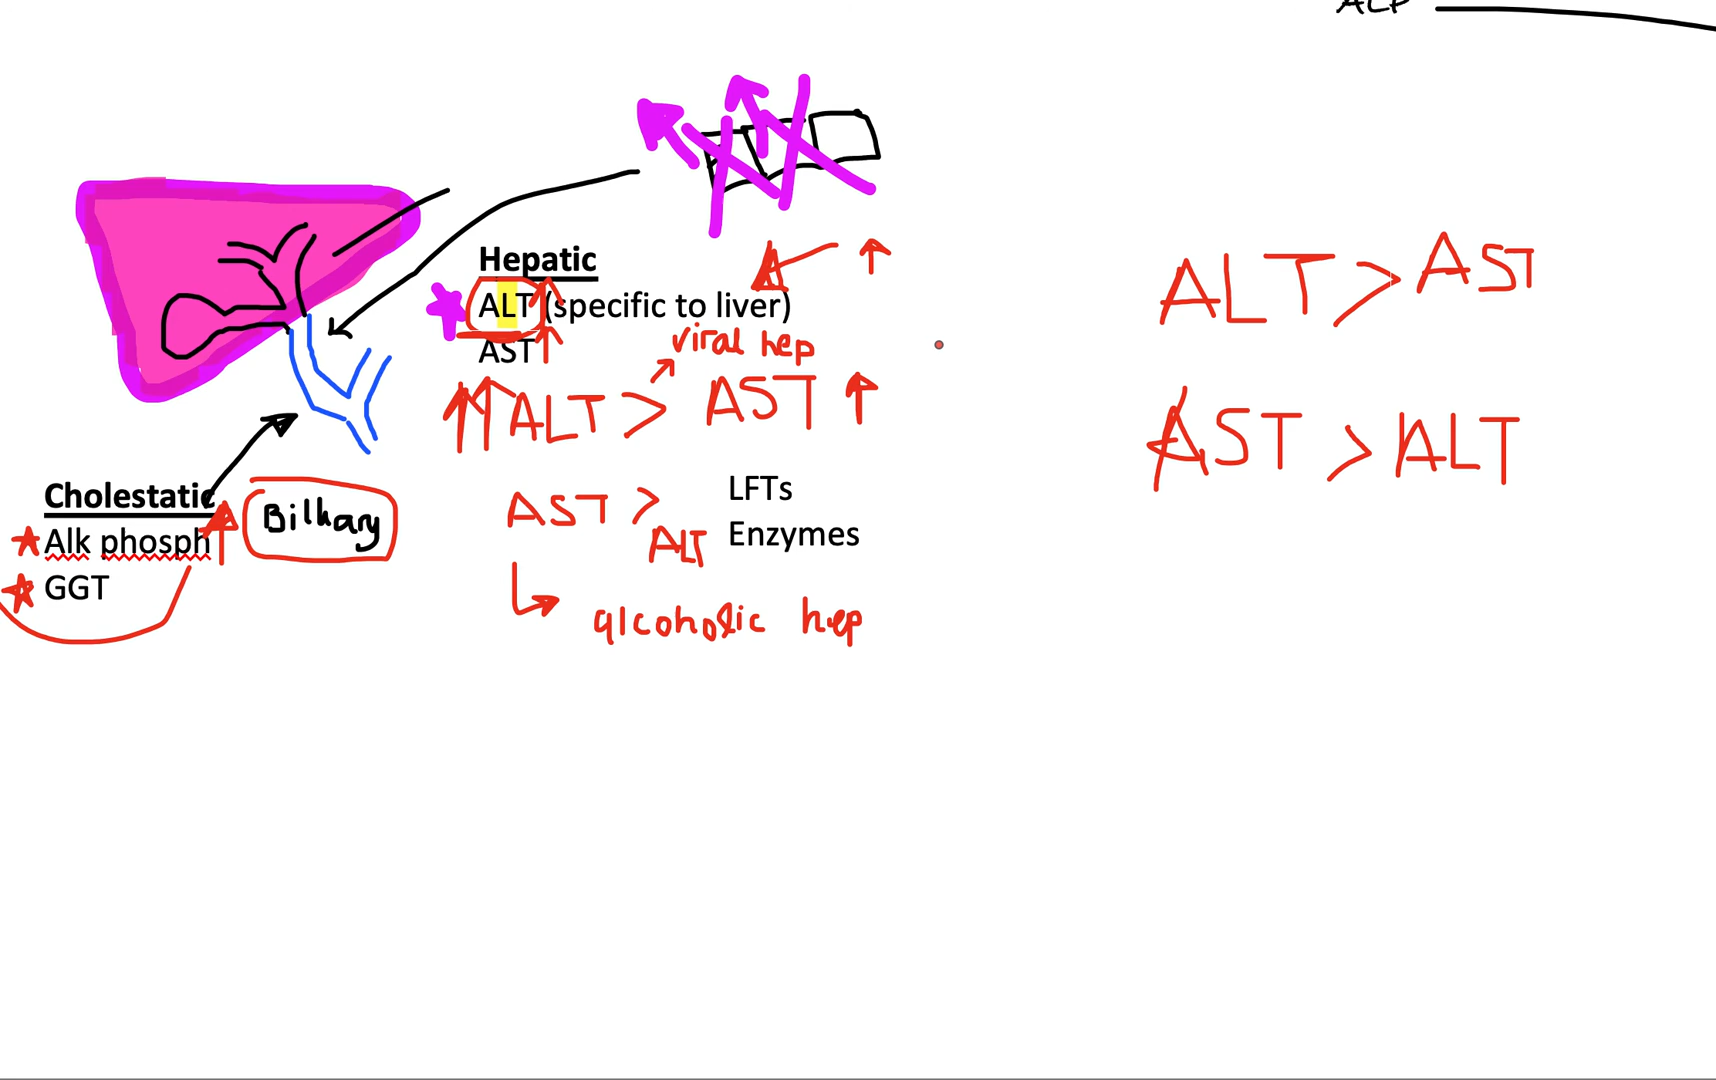 ALP
Hepatic
ALT (specific to liver)
AST
viral hep
ALT > AST
AST >
ALT
alcoholic hep
LFTs
Enzymes
Cholestatic
Alk phosph
GGT
Biliary
ALT > AST
AST > ALT